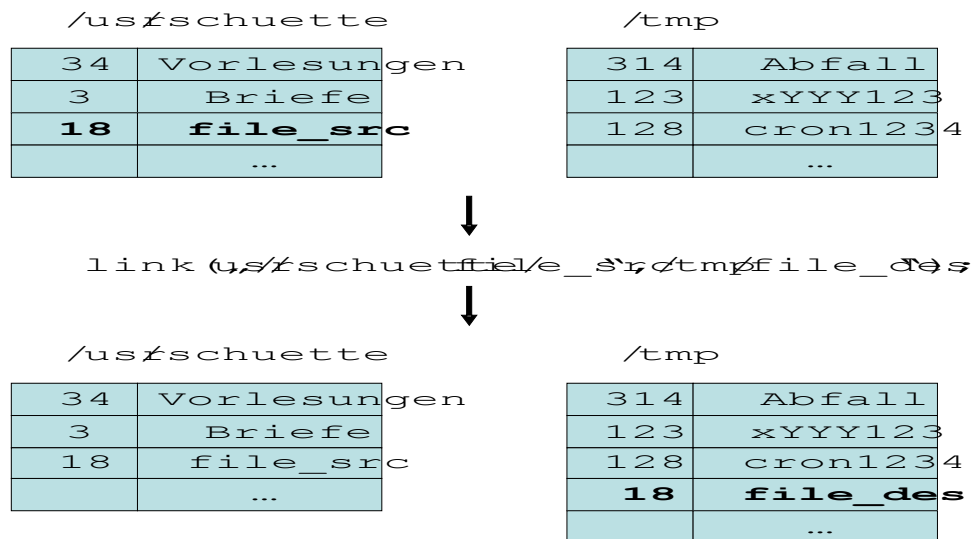 /usr/schuette /tmp
34 Vorlesungen 314 Abfall
3 Briefe 123 xYYY123
18 file_src 128 cron1234
... ...
link(„/usr/schuette/file_src“, „/tmp/file_des“);
/usr/schuette /tmp
34 Vorlesungen 314 Abfall
3 Briefe 123 xYYY123
18 file_src 128 cron1234
... 18 file_des
...